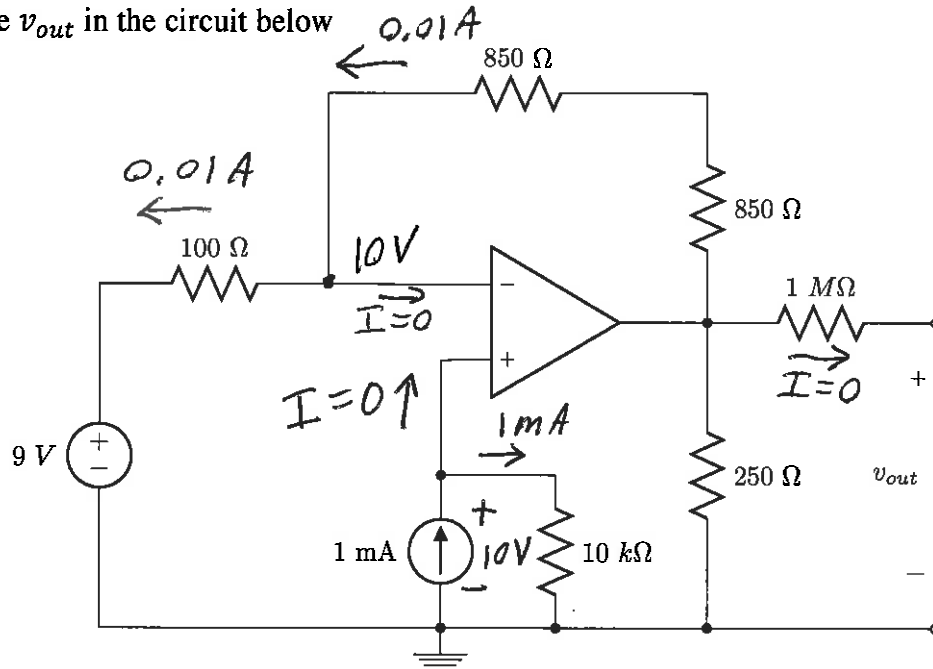 e v_out in the circuit below
0.01A
850 Ω
0.01A
850 Ω
100 Ω
10V
1 MΩ
−
I=0
+
I=0
+
I=0
1mA
9 V
+
−
250 Ω
v_out
+
1 mA
10V
10 kΩ
−
−